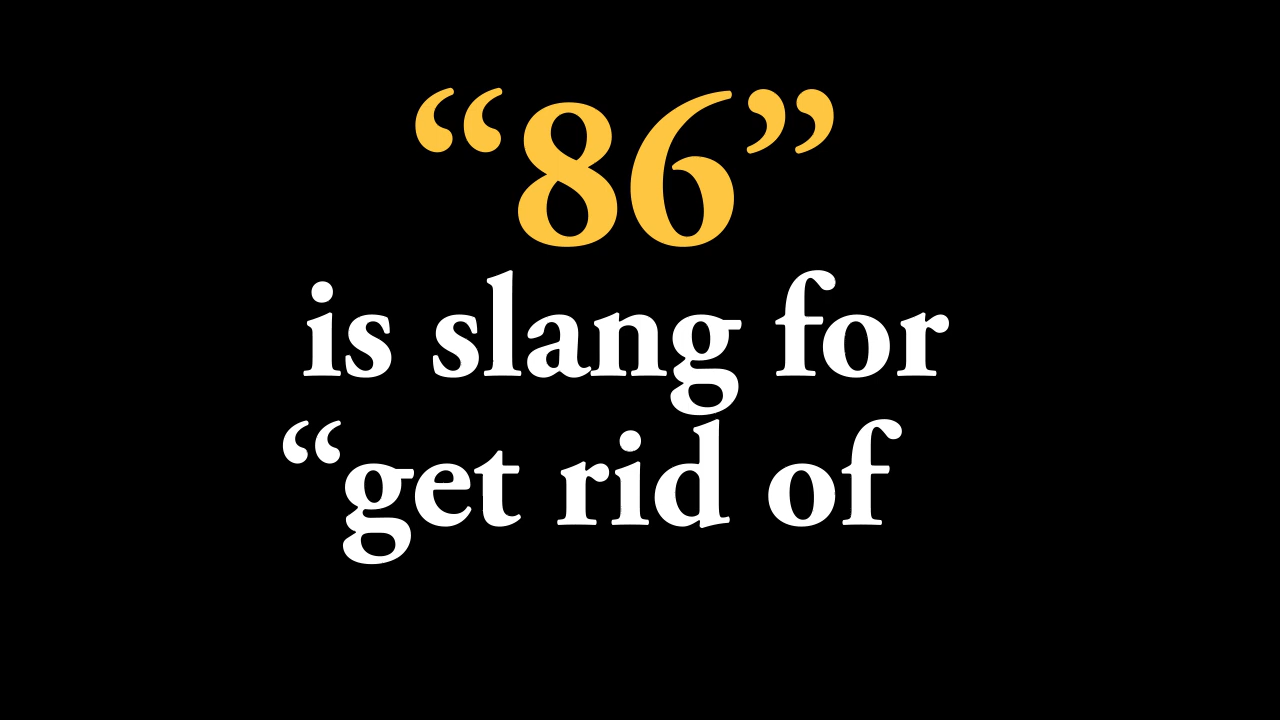 “86”
is slang for
“get rid of